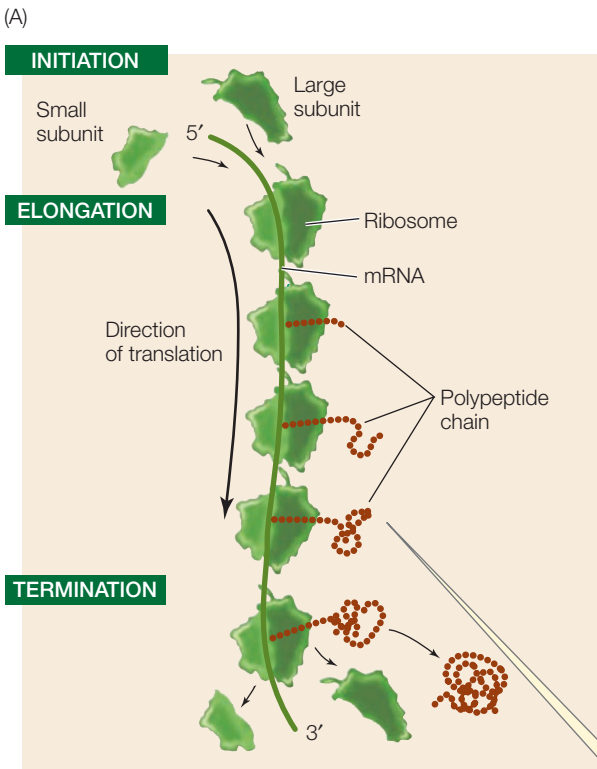 (A)
INITIATION
Large
subunit
Small
subunit
5′
ELONGATION
Ribosome
mRNA
Direction
of translation
Polypeptide
chain
TERMINATION
3′